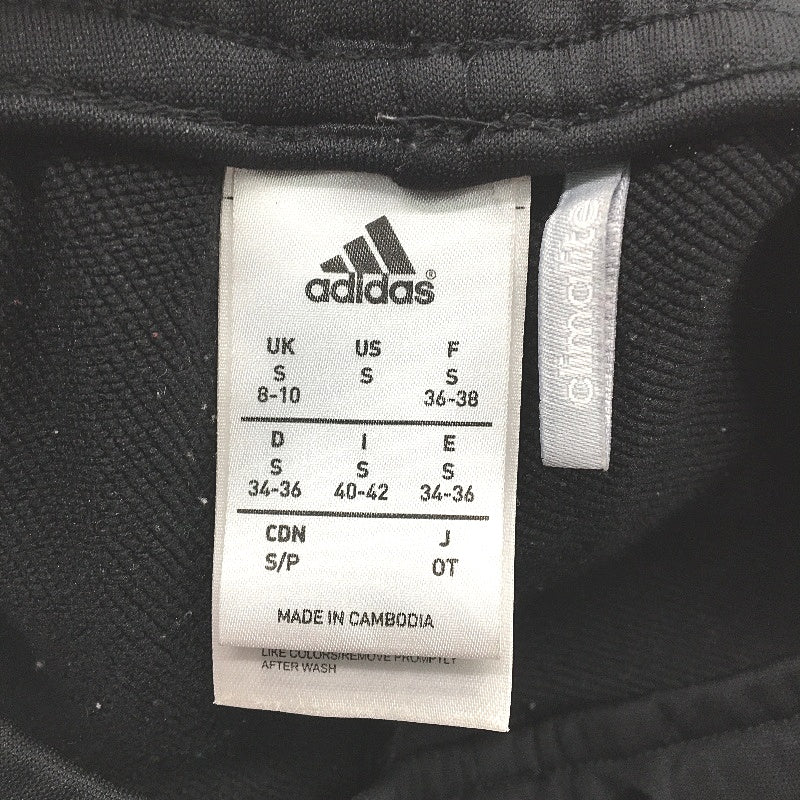 adidas®
UK US F
S S S
8-10 36-38
D I E
S S S
34-36 40-42 34-36
CDN J
S/P OT
MADE IN CAMBODIA
LIKE COLORS/REMOVE PROMPTLY
AFTER WASH
climalite